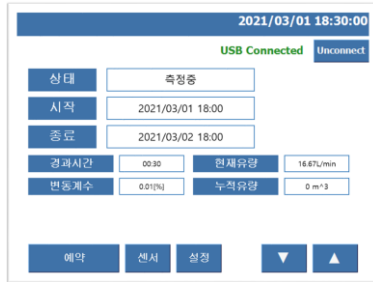 2021/03/01 18:30:00
USB Connected Unconnect
상태 측정중
시작 2021/03/01 18:00
종료 2021/03/02 18:00
경과시간 00:30 현재유량 16.67L/min
변동계수 0.01[%] 누적유량 0 m^3
예약 센서 설정 ▼ ▲